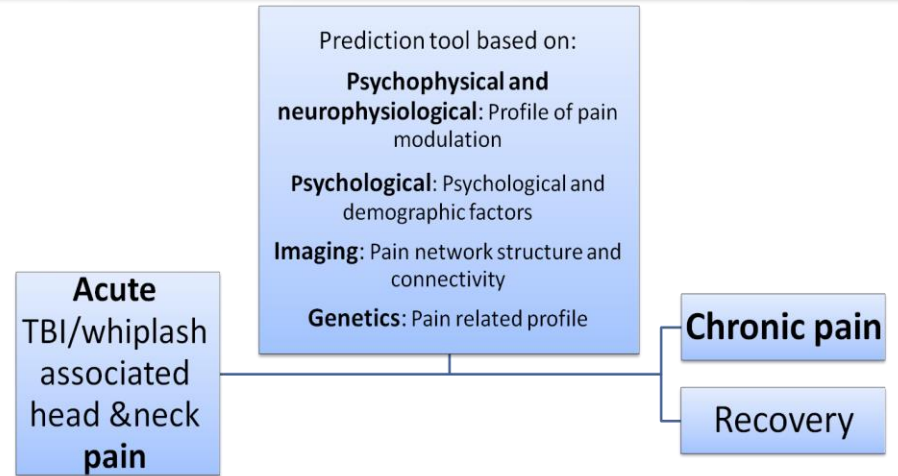 Prediction tool based on:
Psychophysical and
neurophysiological: Profile of pain
modulation
Psychological: Psychological and
demographic factors
Imaging: Pain network structure and
connectivity
Genetics: Pain related profile
Acute
TBI/whiplash
associated
head &neck
pain
Chronic pain
Recovery